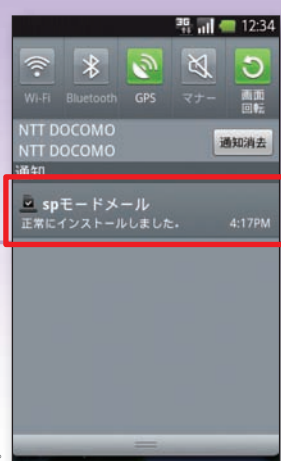 3G 12:34
Wi-Fi Bluetooth GPS マナー 画面
回転
NTT DOCOMO
NTT DOCOMO
通知消去
通知
spモードメール
正常にインストールしました。 4:17PM